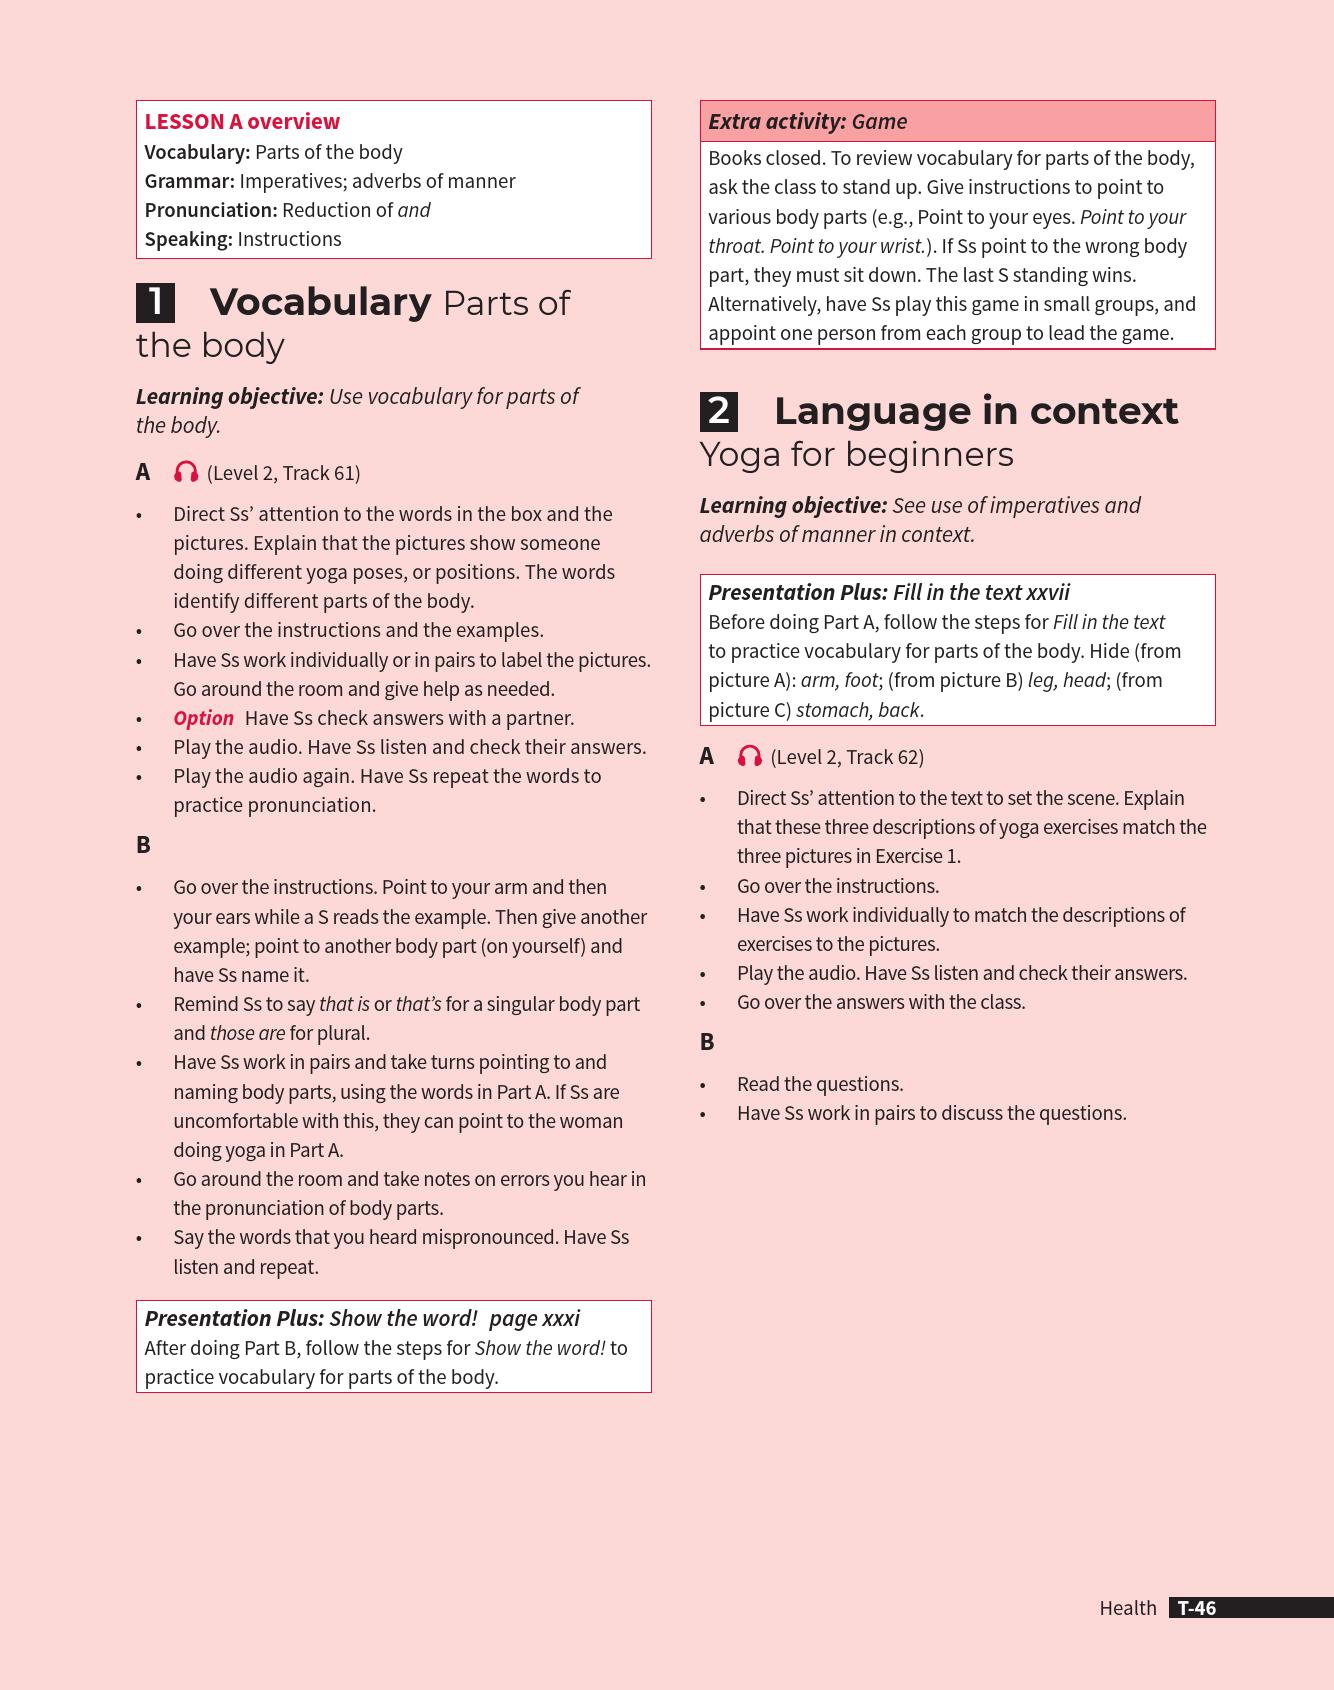 LESSON A overview
Vocabulary: Parts of the body
Grammar: Imperatives; adverbs of manner
Pronunciation: Reduction of and
Speaking: Instructions
1 Vocabulary Parts of
the body
Learning objective: Use vocabulary for parts of
the body.
A (Level 2, Track 61)
• Direct Ss’ attention to the words in the box and the
pictures. Explain that the pictures show someone
doing different yoga poses, or positions. The words
identify different parts of the body.
• Go over the instructions and the examples.
• Have Ss work individually or in pairs to label the pictures.
Go around the room and give help as needed.
• Option Have Ss check answers with a partner.
• Play the audio. Have Ss listen and check their answers.
• Play the audio again. Have Ss repeat the words to
practice pronunciation.
B
• Go over the instructions. Point to your arm and then
your ears while a S reads the example. Then give another
example; point to another body part (on yourself) and
have Ss name it.
• Remind Ss to say that is or that’s for a singular body part
and those are for plural.
• Have Ss work in pairs and take turns pointing to and
naming body parts, using the words in Part A. If Ss are
uncomfortable with this, they can point to the woman
doing yoga in Part A.
• Go around the room and take notes on errors you hear in
the pronunciation of body parts.
• Say the words that you heard mispronounced. Have Ss
listen and repeat.
Presentation Plus: Show the word! page xxxi
After doing Part B, follow the steps for Show the word! to
practice vocabulary for parts of the body.
Extra activity: Game
Books closed. To review vocabulary for parts of the body,
ask the class to stand up. Give instructions to point to
various body parts (e.g., Point to your eyes. Point to your
throat. Point to your wrist.). If Ss point to the wrong body
part, they must sit down. The last S standing wins.
Alternatively, have Ss play this game in small groups, and
appoint one person from each group to lead the game.
2 Language in context
Yoga for beginners
Learning objective: See use of imperatives and
adverbs of manner in context.
Presentation Plus: Fill in the text xxvii
Before doing Part A, follow the steps for Fill in the text
to practice vocabulary for parts of the body. Hide (from
picture A): arm, foot; (from picture B) leg, head; (from
picture C) stomach, back.
A (Level 2, Track 62)
• Direct Ss’ attention to the text to set the scene. Explain
that these three descriptions of yoga exercises match the
three pictures in Exercise 1.
• Go over the instructions.
• Have Ss work individually to match the descriptions of
exercises to the pictures.
• Play the audio. Have Ss listen and check their answers.
• Go over the answers with the class.
B
• Read the questions.
• Have Ss work in pairs to discuss the questions.
Health T-46